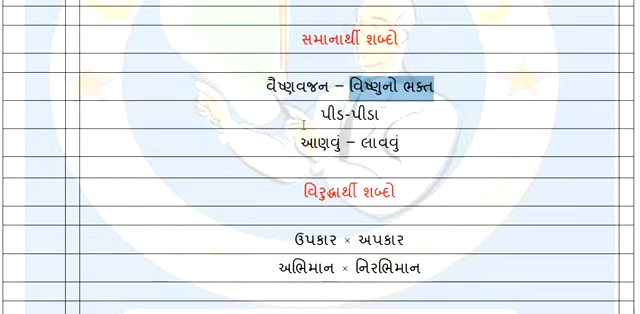 સમાનાર્થી શબ્દો
વૈષ્ણવજન – વિષ્ણુનો ભક્ત
પીડ-પીડા
આણવું – લાવવું
વિરુદ્ધાર્થી શબ્દો
ઉપકાર × અપકાર
અભિમાન × નિરભિમાન